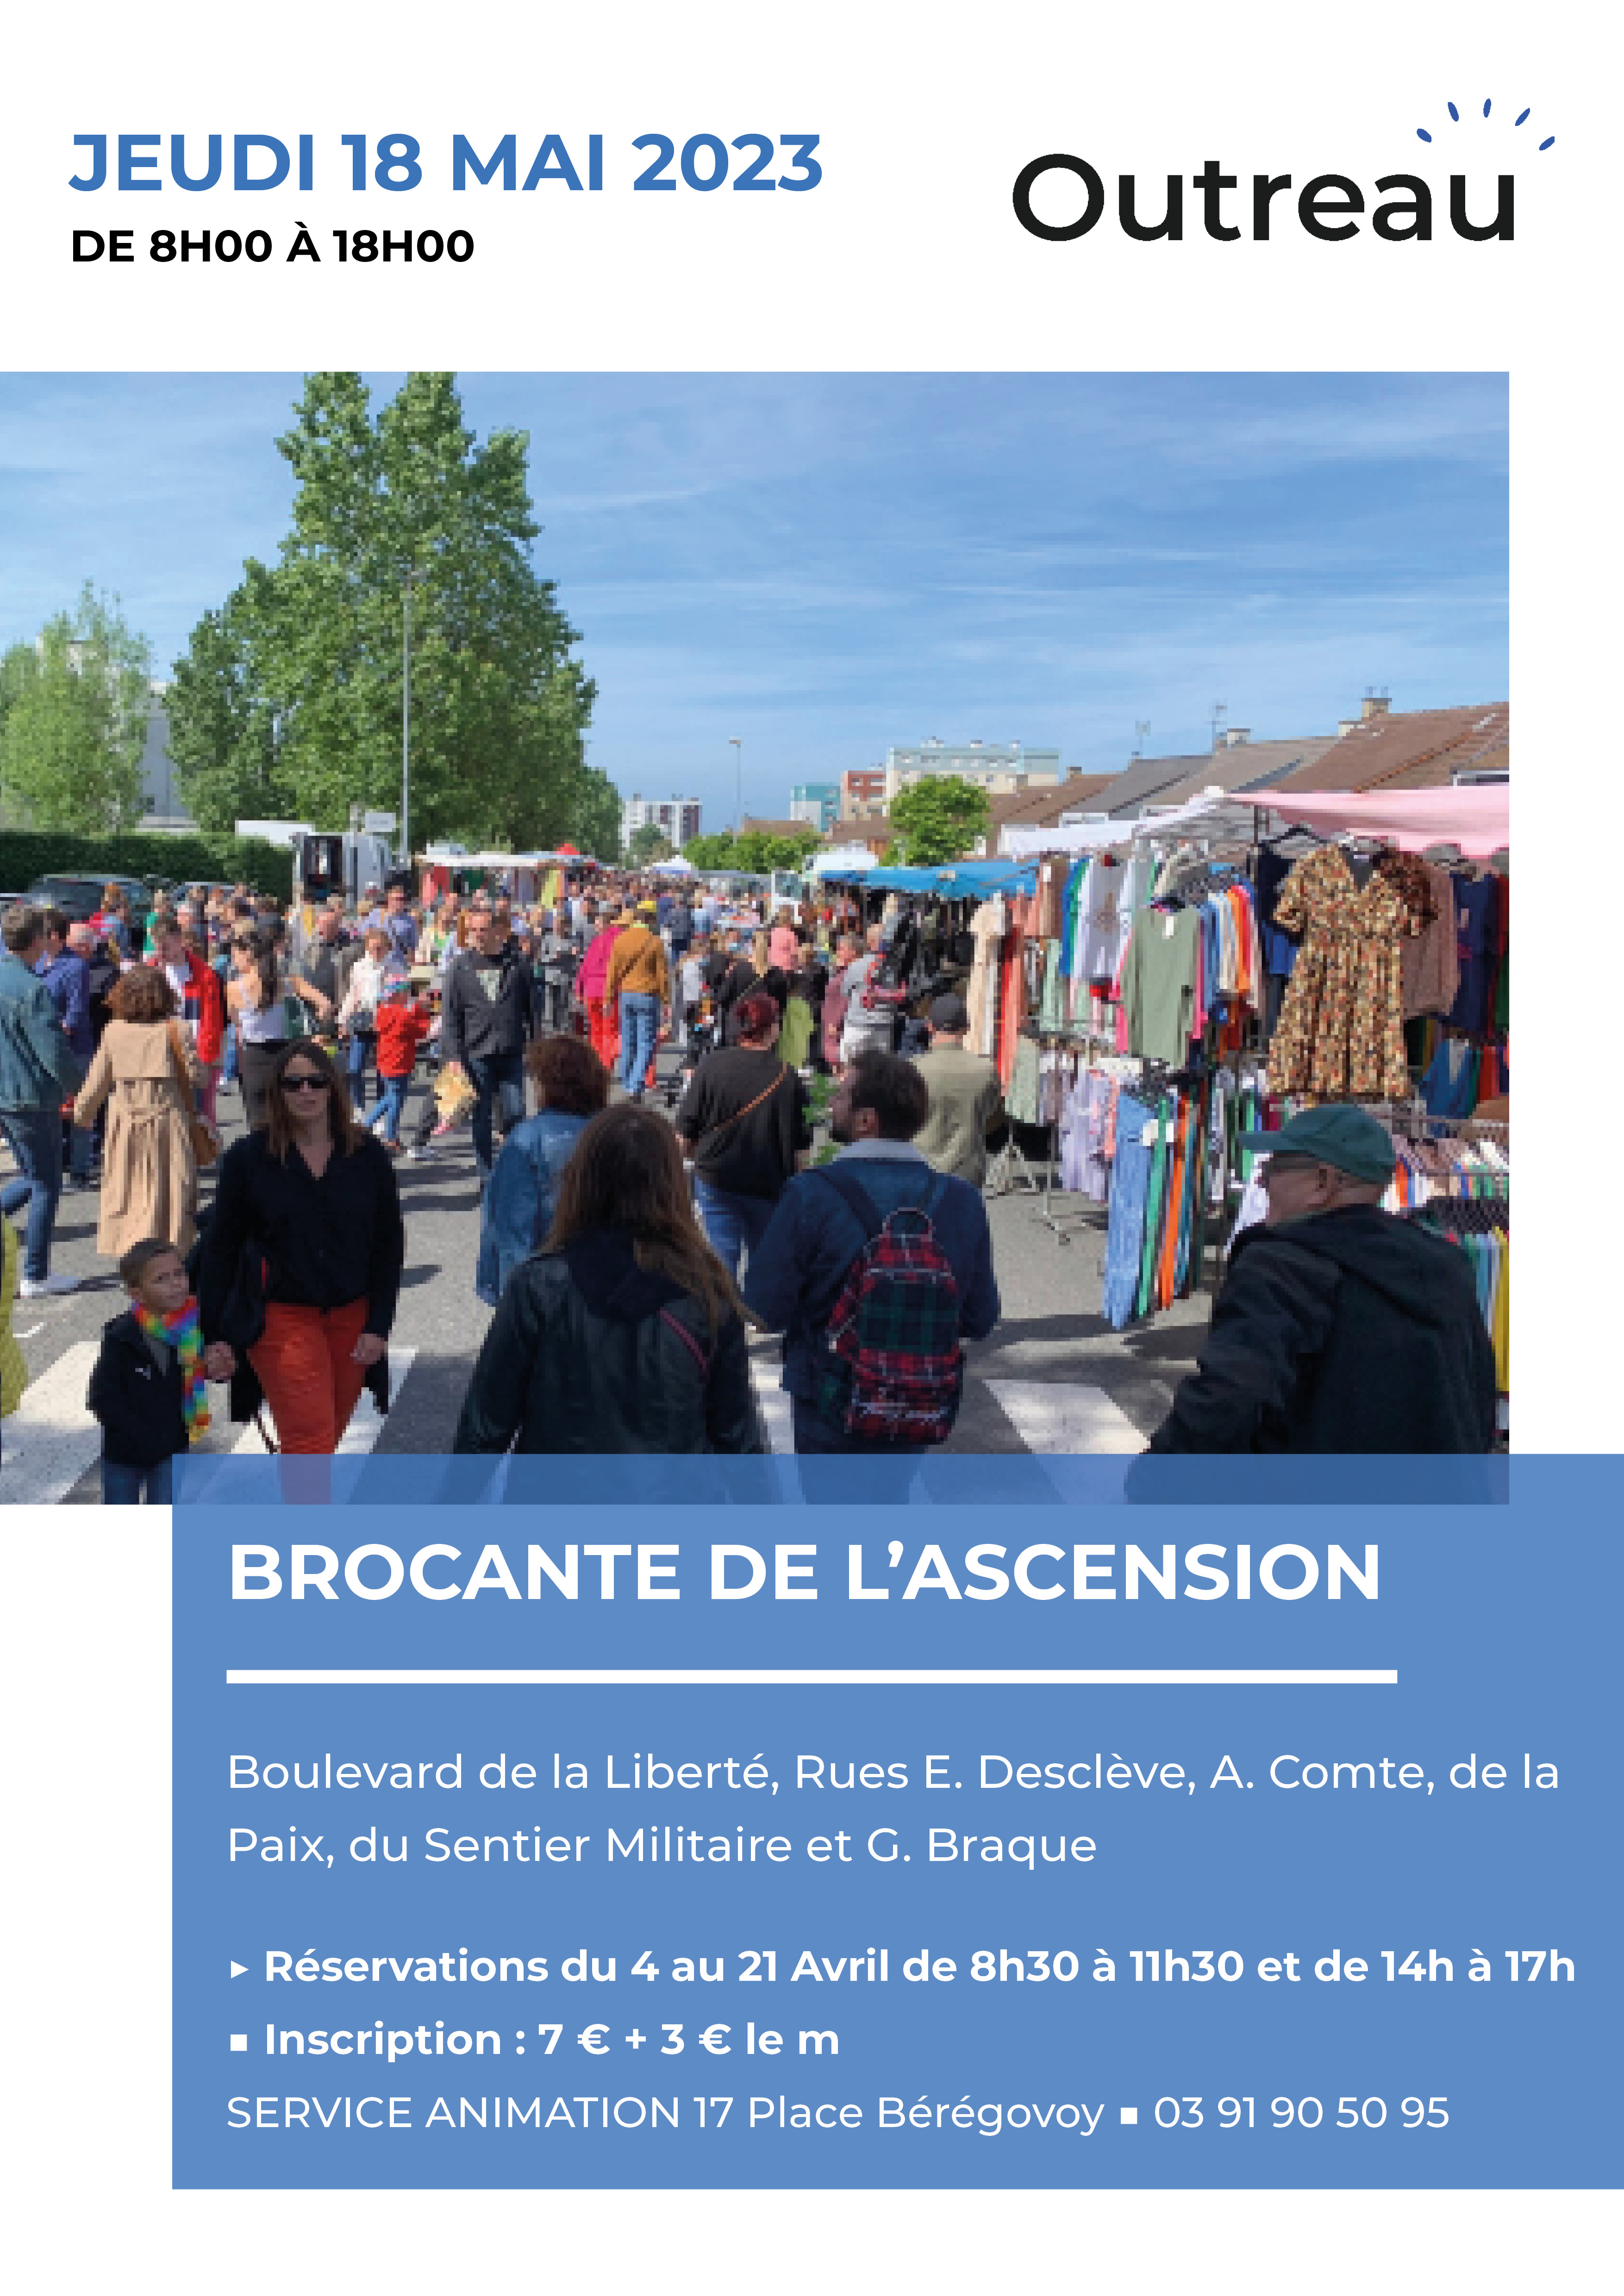 JEUDI 18 MAI 2023
DE 8H00 À 18H00
Outreau
BROCANTE DE L’ASCENSION
Boulevard de la Liberté, Rues E. Desclève, A. Comte, de la
Paix, du Sentier Militaire et G. Braque
▸ Réservations du 4 au 21 Avril de 8h30 à 11h30 et de 14h à 17h
▪ Inscription : 7 € + 3 € le m
SERVICE ANIMATION 17 Place Bérégovoy ▪ 03 91 90 50 95